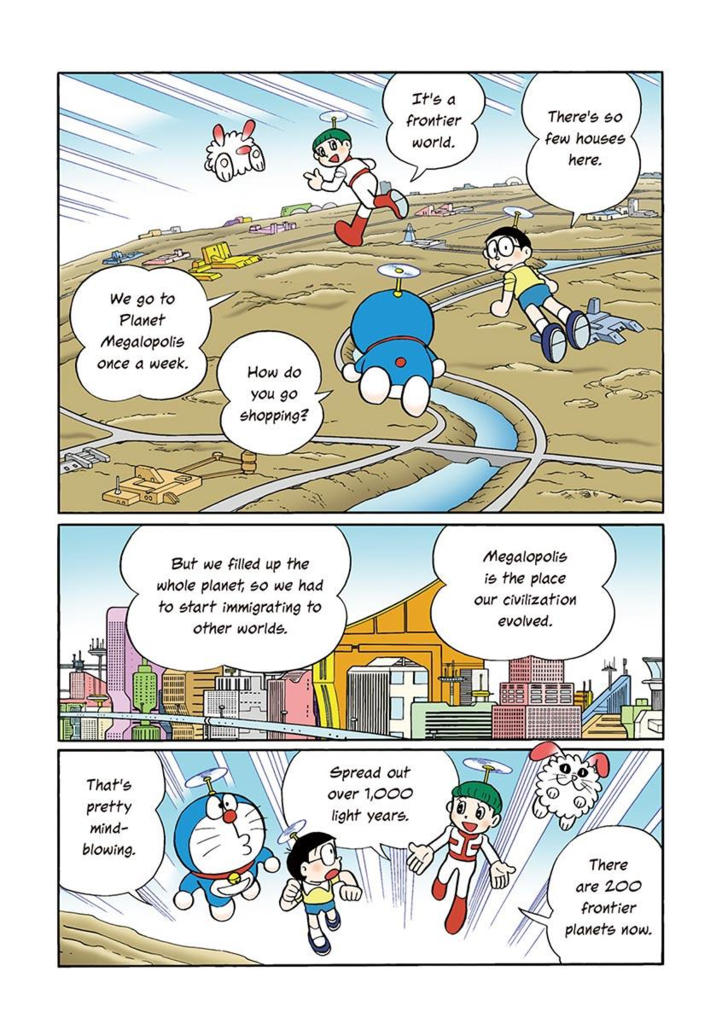 There's so
few houses
here.
It's a
frontier
world.
How do
you go
shopping?
We go to
Planet
Megalopolis
once a week.
Megalopolis
is the place
our civilization
evolved.
But we filled up the
whole planet, so we had
to start immigrating to
other worlds.
There
are 200
frontier
planets now.
Spread out
over 1,000
light years.
That's
pretty
mind-
blowing.